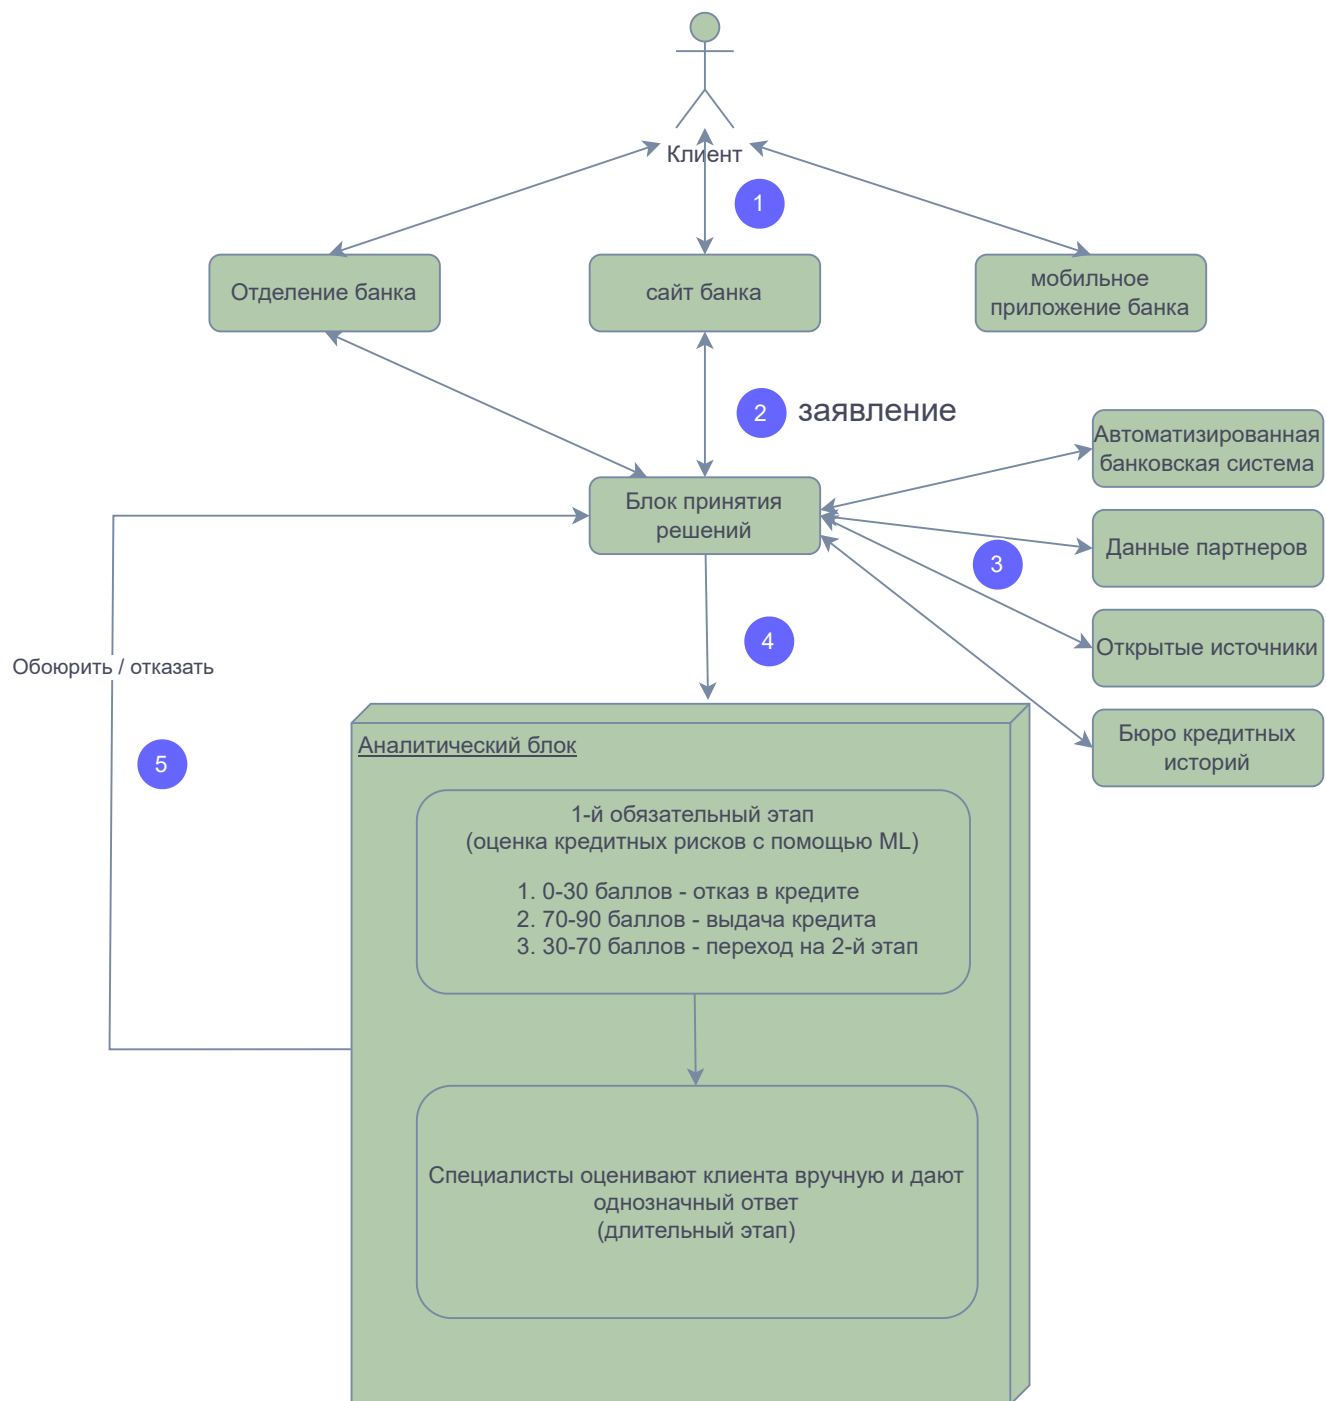 Клиент
1
Отделение банка
сайт банка
мобильное
приложение банка
2
заявление
Автоматизированная
банковская система
Блок принятия
решений
Данные партнеров
3
Открытые источники
4
Обоюрить / отказать
Бюро кредитных
историй
5
Аналитический блок
1-й обязательный этап
(оценка кредитных рисков с помощью ML)
1. 0-30 баллов - отказ в кредите
2. 70-90 баллов - выдача кредита
3. 30-70 баллов - переход на 2-й этап
Специалисты оценивают клиента вручную и дают
однозначный ответ
(длительный этап)